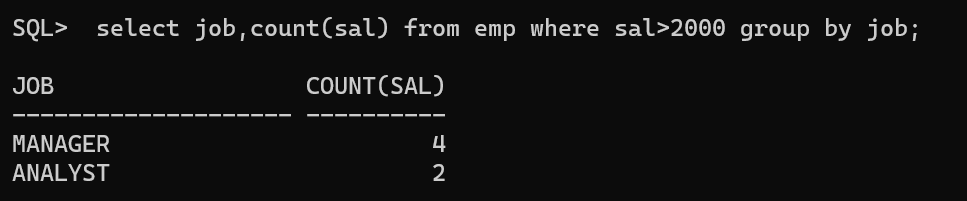 SQL>  select job,count(sal) from emp where sal>2000 group by job;
JOB                  COUNT(SAL)
-------------------- ----------
MANAGER                       4
ANALYST                       2